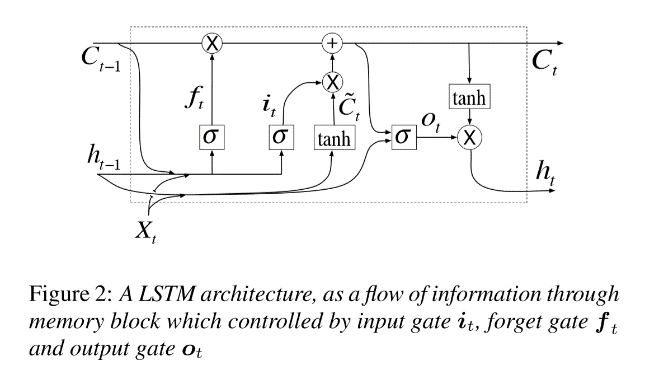 C_{t-1}
X
+
C_t
f_t
i_t
X
C̃_t
tanh
σ
σ
tanh
σ
o_t
X
h_{t-1}
h_t
X_t
Figure 2: A LSTM architecture, as a flow of information through
memory block which controlled by input gate i_t, forget gate f_t
and output gate o_t